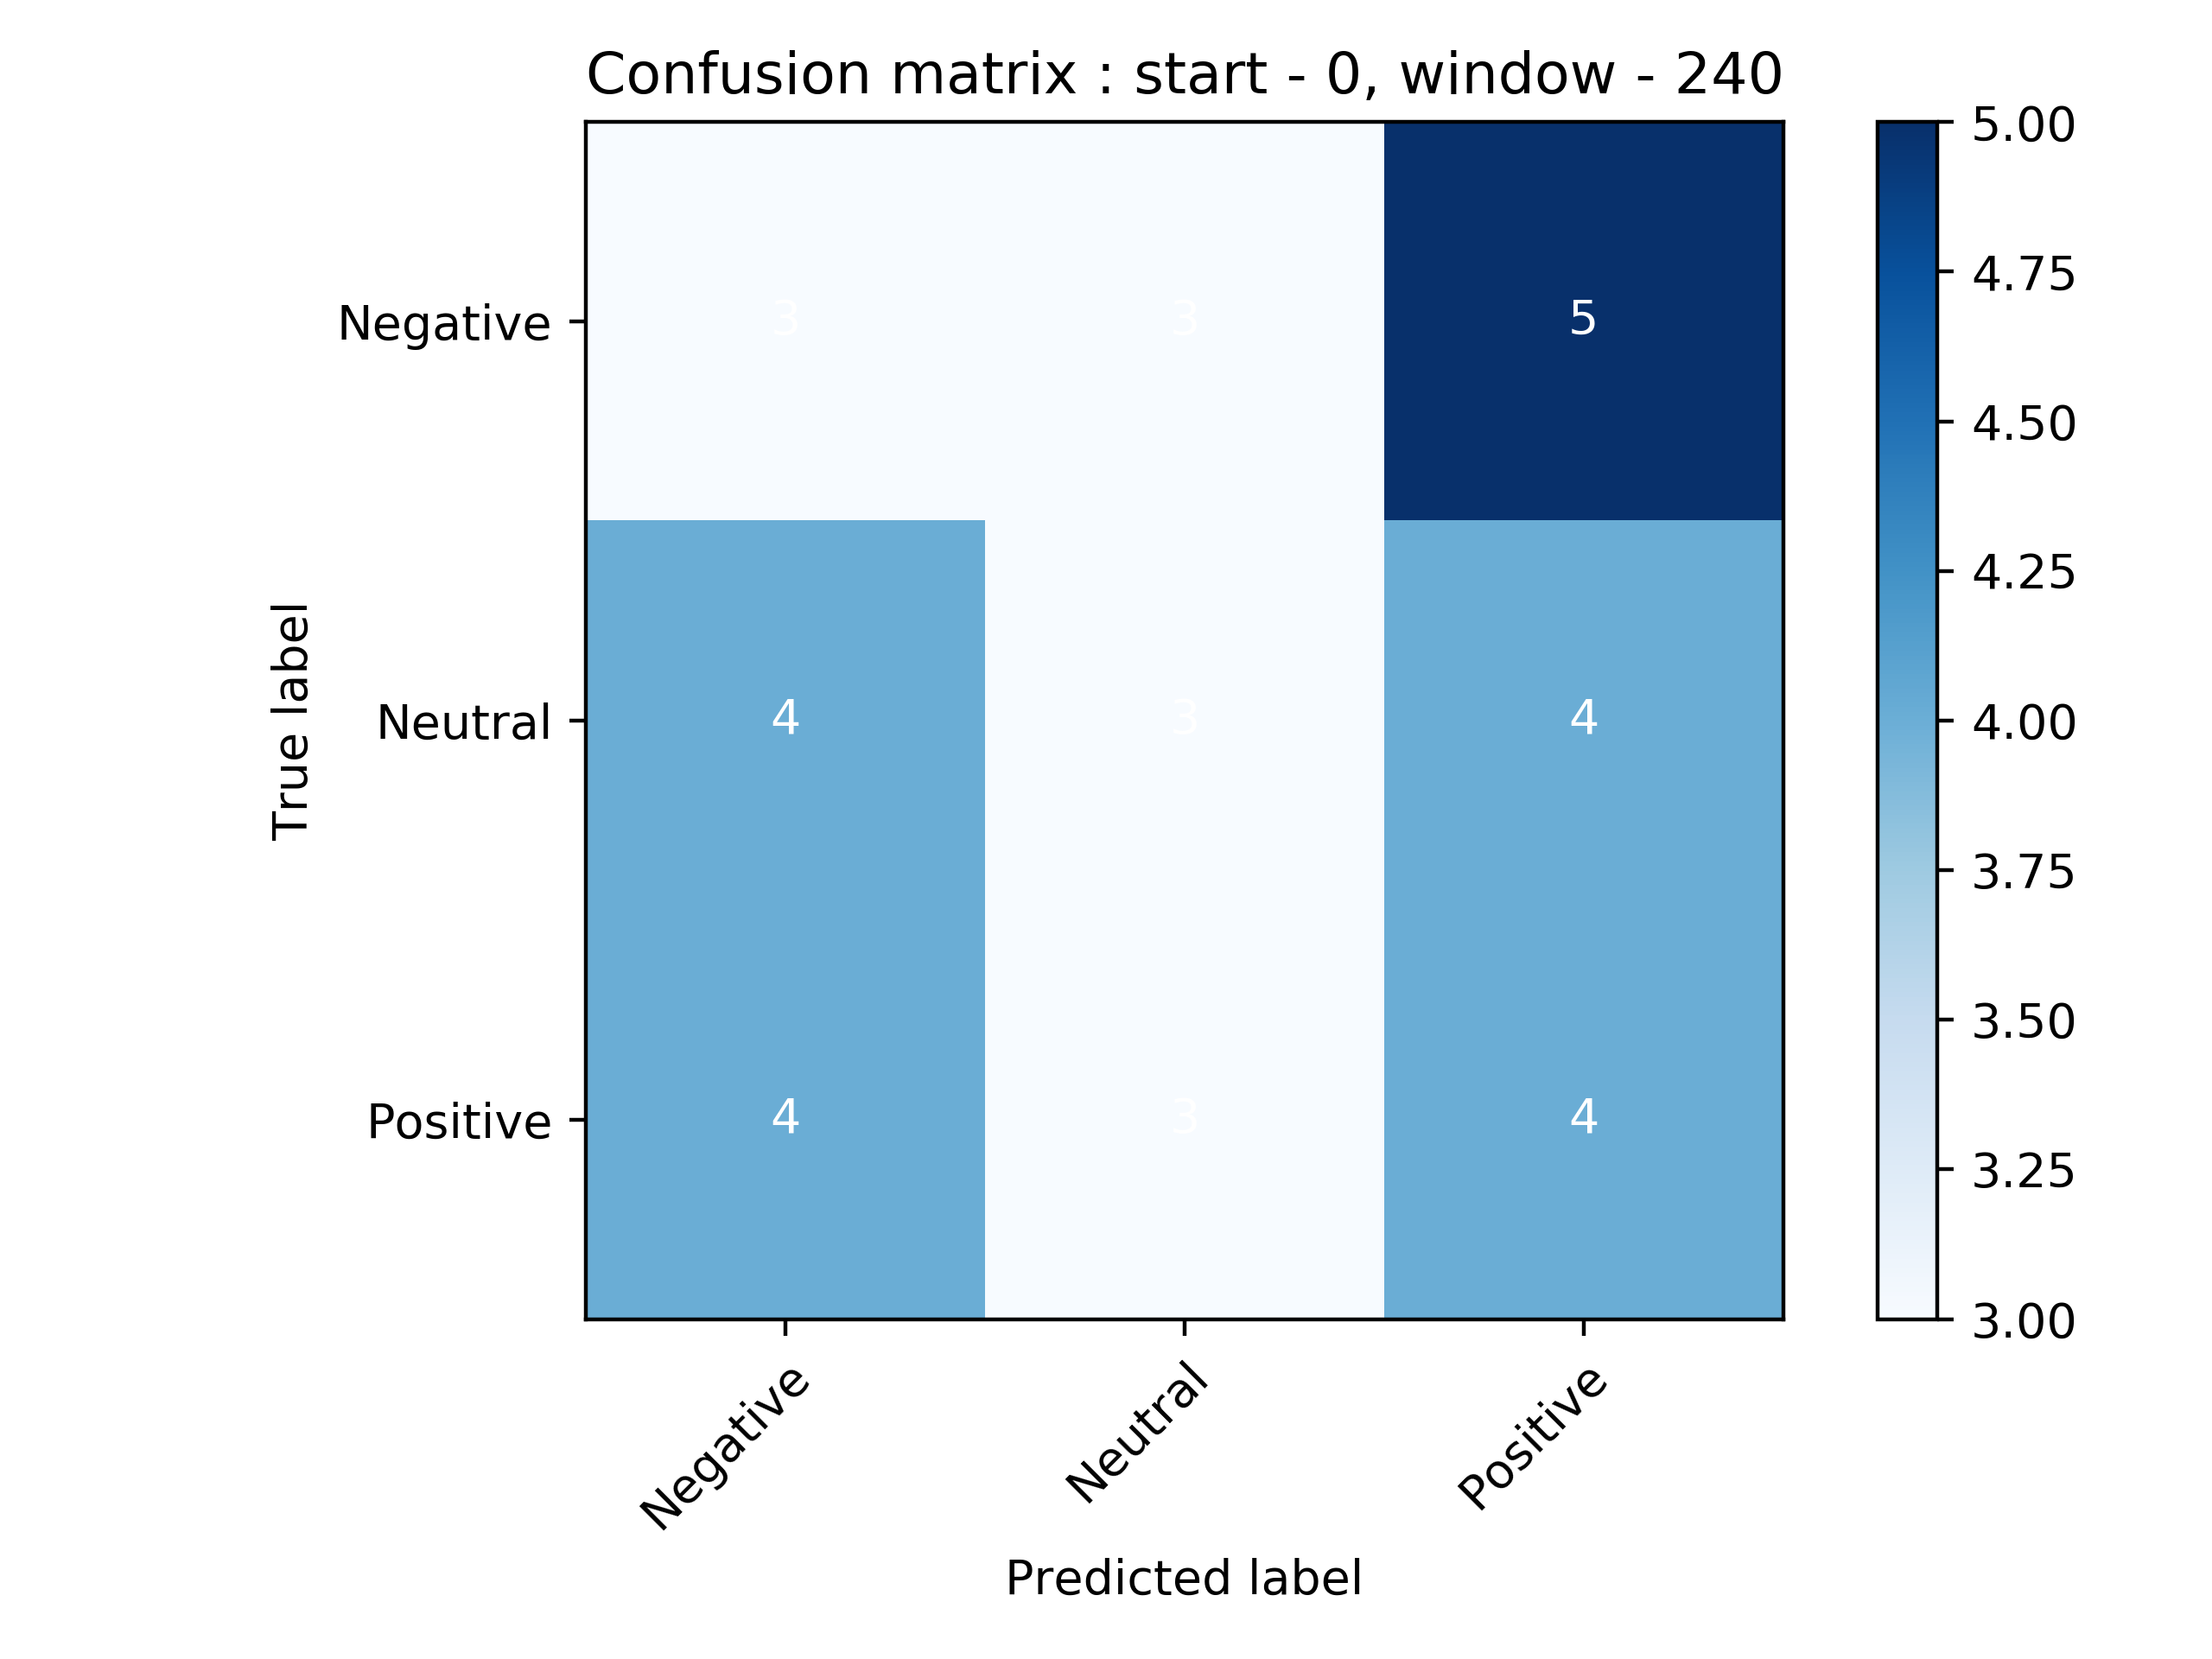 Confusion matrix : start - 0, window - 240
5.00
4.75
4.50
4.25
4.00
3.75
3.50
3.25
3.00
True label
Negative 3 3 5
Neutral 4 3 4
Positive 4 3 4
Negative Neutral Positive
Predicted label